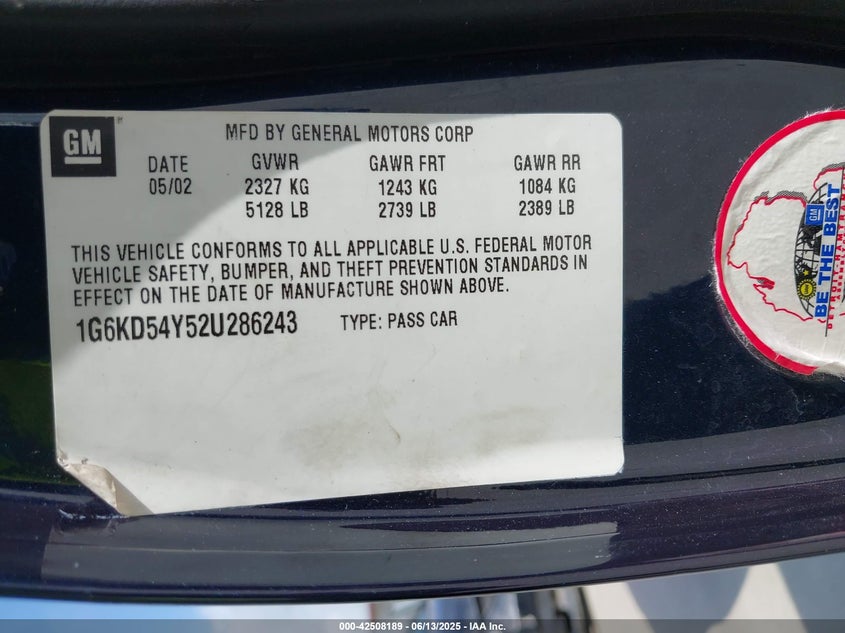 GM
MFD BY GENERAL MOTORS CORP
DATE GVWR GAWR FRT GAWR RR
05/02 2327 KG 1243 KG 1084 KG
5128 LB 2739 LB 2389 LB
THIS VEHICLE CONFORMS TO ALL APPLICABLE U.S. FEDERAL MOTOR
VEHICLE SAFETY, BUMPER, AND THEFT PREVENTION STANDARDS IN
EFFECT ON THE DATE OF MANUFACTURE SHOWN ABOVE.
1G6KD54Y52U286243 TYPE: PASS CAR
GM
BE THE BEST
000-42508189 - 06/13/2025 - IAA Inc.